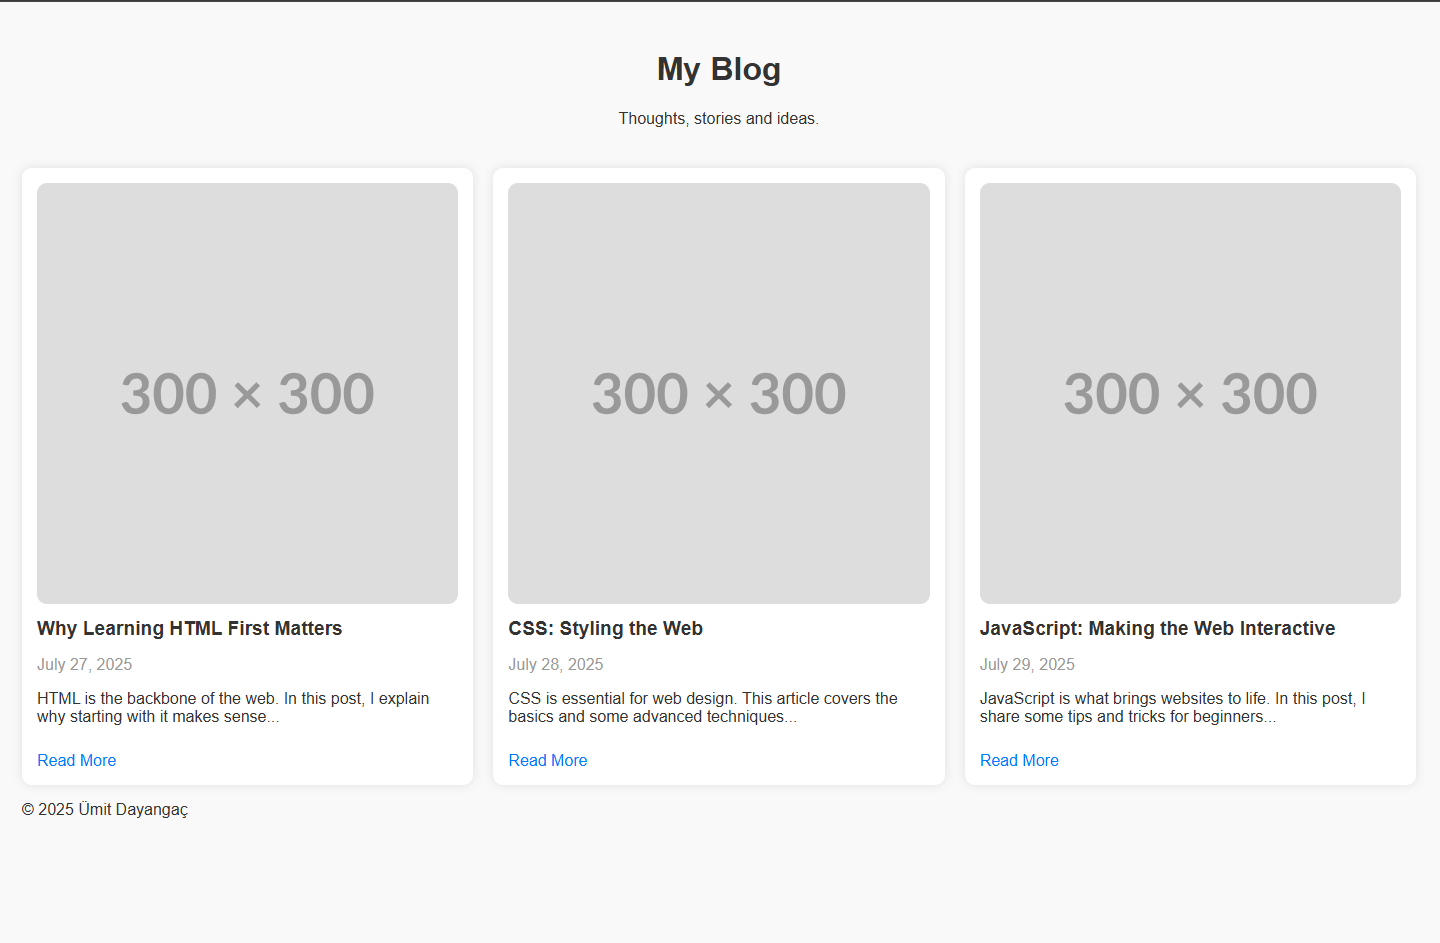 My Blog
Thoughts, stories and ideas.
300 × 300
300 × 300
300 × 300
Why Learning HTML First Matters
July 27, 2025
HTML is the backbone of the web. In this post, I explain
why starting with it makes sense...
Read More
CSS: Styling the Web
July 28, 2025
CSS is essential for web design. This article covers the
basics and some advanced techniques...
Read More
JavaScript: Making the Web Interactive
July 29, 2025
JavaScript is what brings websites to life. In this post, I
share some tips and tricks for beginners...
Read More
© 2025 Ümit Dayangaç